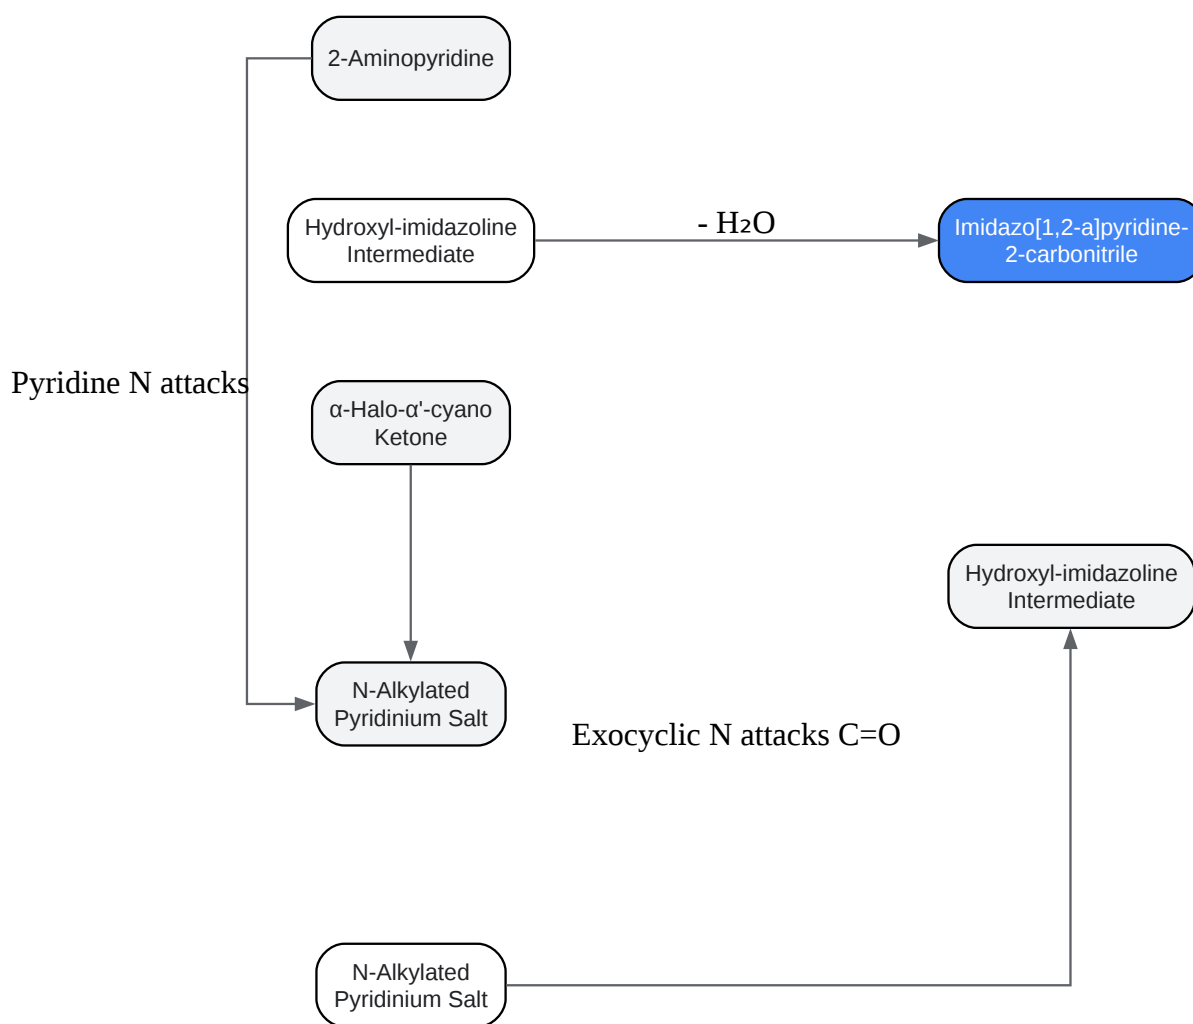 2-Aminopyridine
Hydroxyl-imidazoline
Intermediate
- H₂O
Imidazo[1,2-a]pyridine-
2-carbonitrile
Pyridine N attacks
α-Halo-α'-cyano
Ketone
Hydroxyl-imidazoline
Intermediate
N-Alkylated
Pyridinium Salt
Exocyclic N attacks C=O
N-Alkylated
Pyridinium Salt